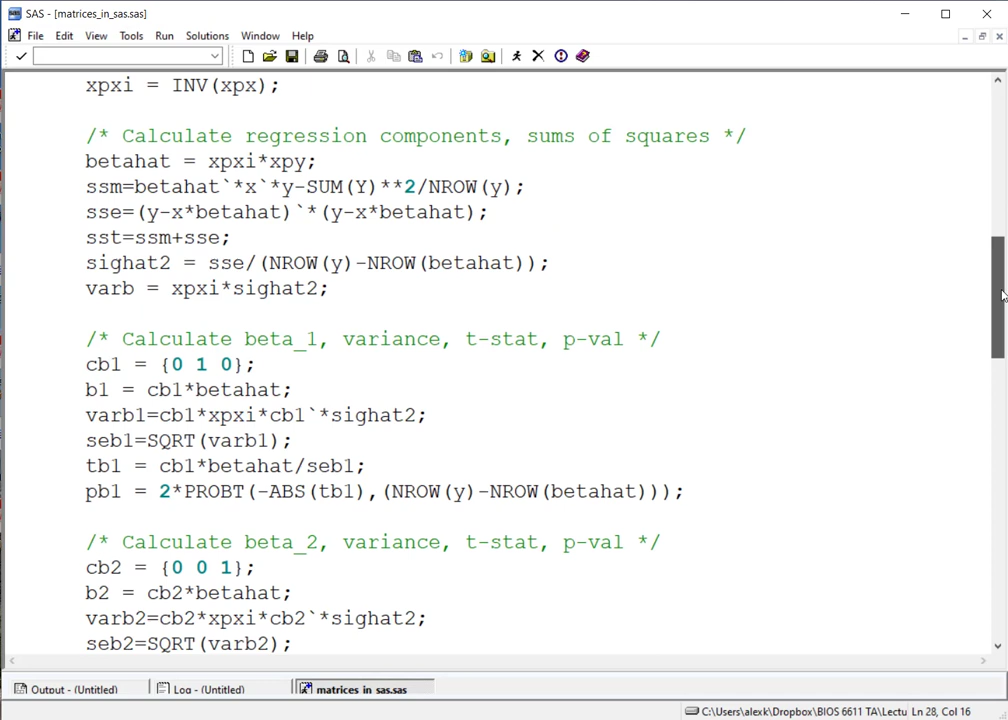 SAS - [matrices_in_sas.sas]
File Edit View Tools Run Solutions Window Help
xpxi = INV(xpx);
/* Calculate regression components, sums of squares */
betahat = xpxi*xpy;
ssm=betahat`*x`*y-SUM(Y)**2/NROW(y);
sse=(y-x*betahat)`*(y-x*betahat);
sst=ssm+sse;
sighat2 = sse/(NROW(y)-NROW(betahat));
varb = xpxi*sighat2;
/* Calculate beta_1, variance, t-stat, p-val */
cb1 = {0 1 0};
b1 = cb1*betahat;
varb1=cb1*xpxi*cb1`*sighat2;
seb1=SQRT(varb1);
tb1 = cb1*betahat/seb1;
pb1 = 2*PROBT(-ABS(tb1),(NROW(y)-NROW(betahat)));
/* Calculate beta_2, variance, t-stat, p-val */
cb2 = {0 0 1};
b2 = cb2*betahat;
varb2=cb2*xpxi*cb2`*sighat2;
seb2=SQRT(varb2);
Output - (Untitled) Log - (Untitled) matrices_in_sas.sas
C:\Users\alexk\Dropbox\BIOS 6611 TA\Lectu Ln 28, Col 16